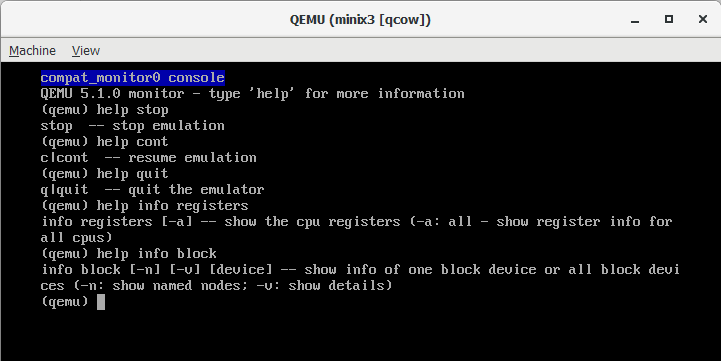 QEMU (minix3 [qcow])
Machine View
compat_monitor0 console
QEMU 5.1.0 monitor - type 'help' for more information
(qemu) help stop
stop  -- stop emulation
(qemu) help cont
c|cont  -- resume emulation
(qemu) help quit
q|quit  -- quit the emulator
(qemu) help info registers
info registers [-a] -- show the cpu registers (-a: all - show register info for
all cpus)
(qemu) help info block
info block [-n] [-v] [device] -- show info of one block device or all block devi
ces (-n: show named nodes; -v: show details)
(qemu)